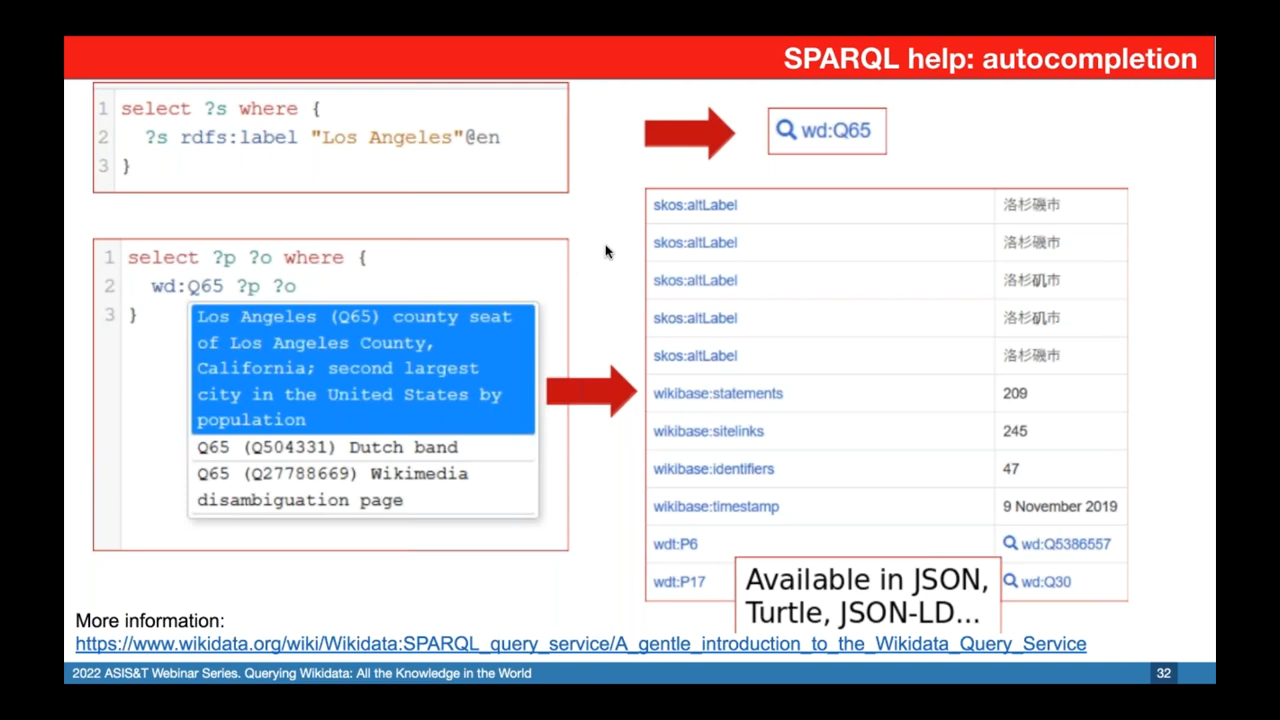 SPARQL help: autocompletion
1 select ?s where {
2 ?s rdfs:label "Los Angeles"@en
3 }
wd:Q65
1 select ?p ?o where {
2 wd:Q65 ?p ?o
3 }
Los Angeles (Q65) county seat
of Los Angeles County,
California; second largest
city in the United States by
population
Q65 (Q504331) Dutch band
Q65 (Q27788669) Wikimedia
disambiguation page
skos:altLabel 洛杉磯市
skos:altLabel 洛杉磯市
skos:altLabel 洛杉矶市
skos:altLabel 洛杉矶市
skos:altLabel 洛杉磯市
wikibase:statements 209
wikibase:sitelinks 245
wikibase:identifiers 47
wikibase:timestamp 9 November 2019
wdt:P6 wd:Q5386557
wdt:P17 wd:Q30
Available in JSON,
Turtle, JSON-LD...
More information:
https://www.wikidata.org/wiki/Wikidata:SPARQL_query_service/A_gentle_introduction_to_the_Wikidata_Query_Service
2022 ASIS&T Webinar Series. Querying Wikidata: All the Knowledge in the World
32